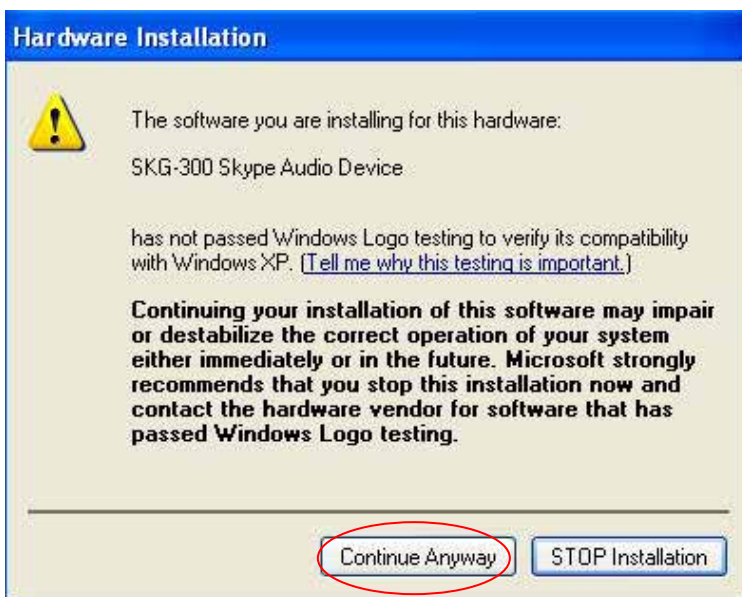 Hardware Installation
The software you are installing for this hardware:
SKG-300 Skype Audio Device
has not passed Windows Logo testing to verify its compatibility
with Windows XP. (Tell me why this testing is important.)
Continuing your installation of this software may impair
or destabilize the correct operation of your system
either immediately or in the future. Microsoft strongly
recommends that you stop this installation now and
contact the hardware vendor for software that has
passed Windows Logo testing.
Continue Anyway
STOP Installation